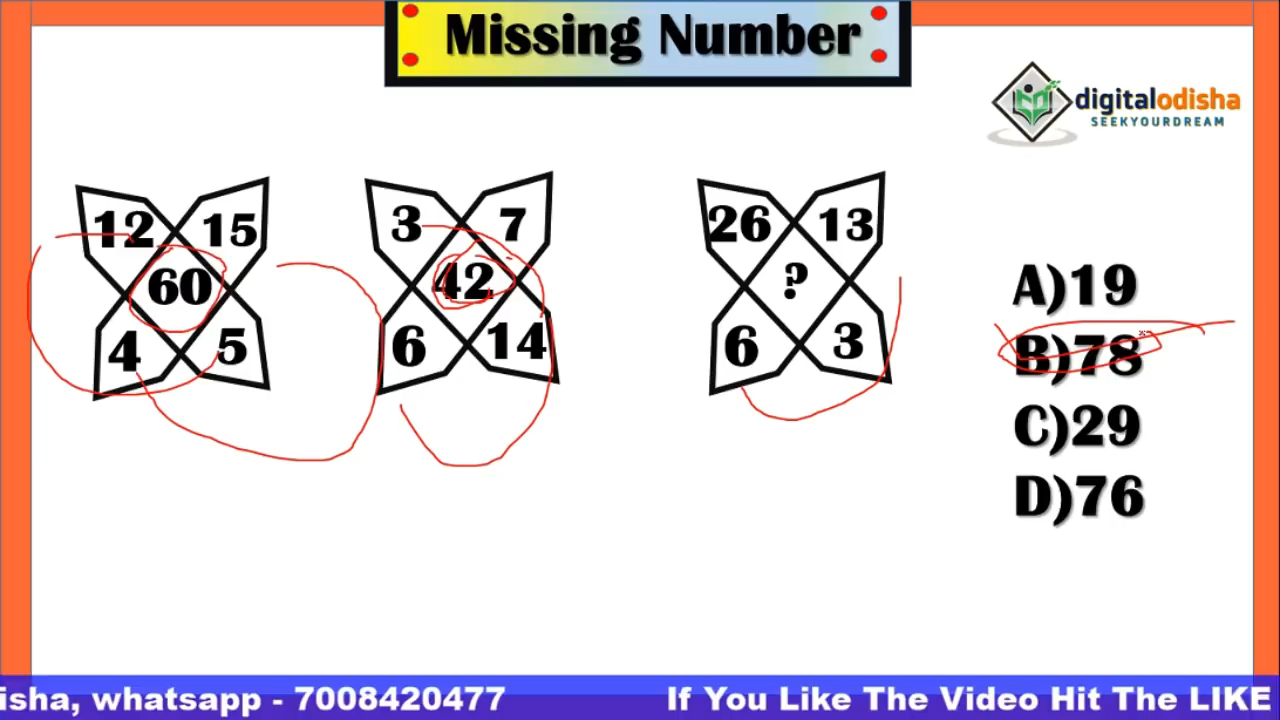 Missing Number
digitalodisha
SEEKYOURDREAM
12 15
60
4 5
3 7
42
6 14
26 13
?
6 3
A)19
B)78
C)29
D)76
isha, whatsapp - 7008420477 If You Like The Video Hit The LIKE